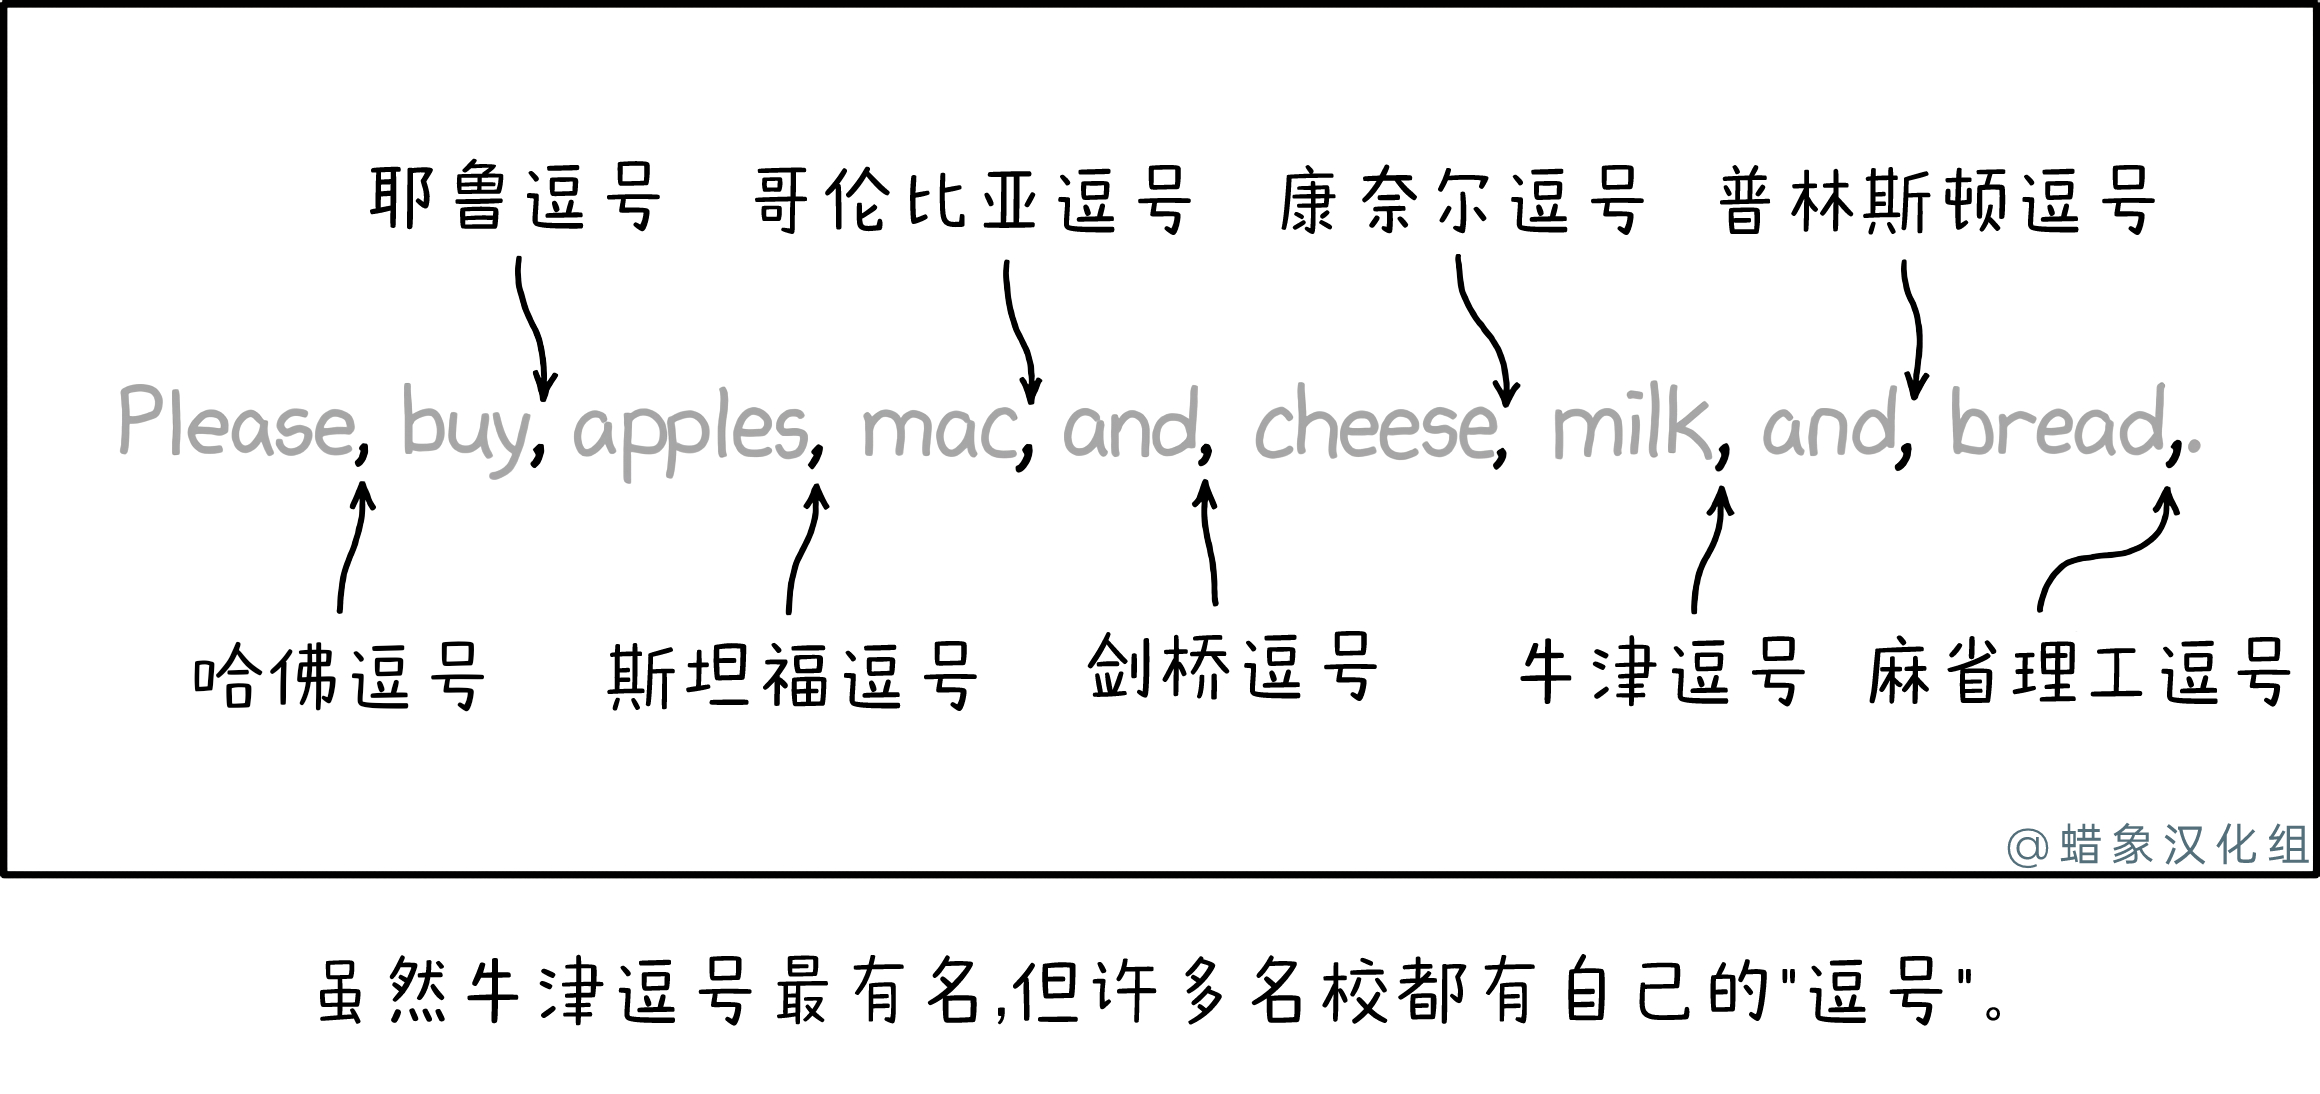 耶鲁逗号 哥伦比亚逗号 康奈尔逗号 普林斯顿逗号
Please, buy, apples, mac, and, cheese, milk, and, bread,.
哈佛逗号 斯坦福逗号 剑桥逗号 牛津逗号 麻省理工逗号
@蜡象汉化组
虽然牛津逗号最有名,但许多名校都有自己的"逗号"。